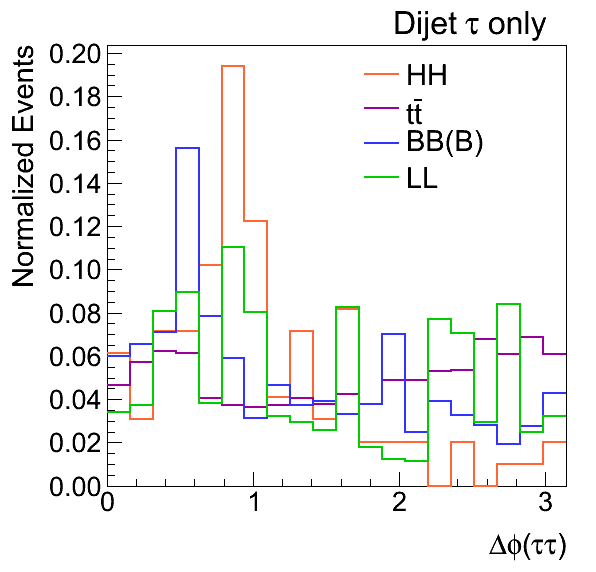 Dijet τ only
Normalized Events
0.20
0.18
0.16
0.14
0.12
0.10
0.08
0.06
0.04
0.02
0.00
HH
tt̄
BB(B)
LL
0 1 2 3
Δϕ(ττ)